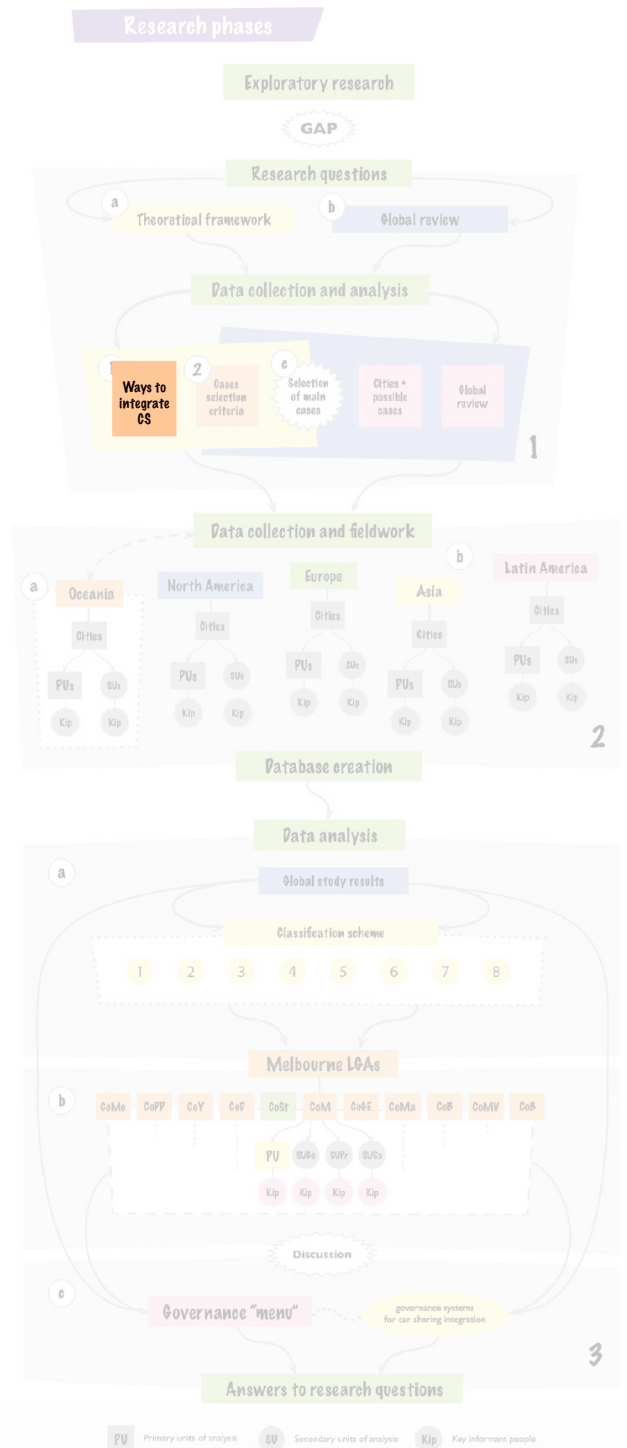 Research phases
Exploratory research
GAP
Research questions
a
b
Theoretical framework
Global review
Data collection and analysis
1
Ways to
integrate
CS
2
Cases
selection
criteria
c
Selection
of main
cases
Cities +
possible
cases
Global
review
1
Data collection and fieldwork
a
b
Oceania
North America
Europe
Asia
Latin America
Cities
Cities
Cities
Cities
Cities
PUs
SUs
PUs
SUs
PUs
SUs
PUs
SUs
PUs
SUs
Kip
Kip
Kip
Kip
Kip
Kip
Kip
Kip
Kip
Kip
2
Database creation
Data analysis
a
Global study results
Classification scheme
1 2 3 4 5 6 7 8
Melbourne LGAs
b
CoMo CoPP CoY CoD CoSt CoM CoGE CoMa CoB CoMV CoB
PU SUGo SUPr SUSo
Kip Kip Kip Kip
Discussion
c
Governance "menu"
governance systems
for car sharing integration
3
Answers to research questions
PU Primary units of analysis SU Secondary units of analysis Kip Key informant people